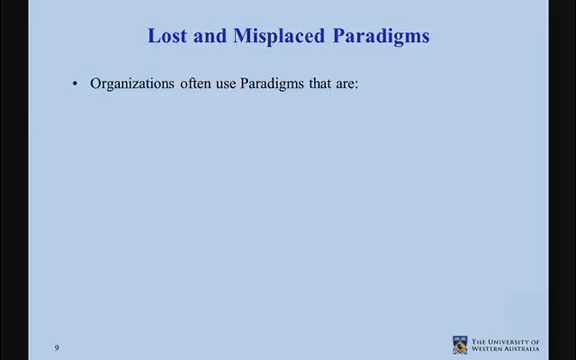 Lost and Misplaced Paradigms
• Organizations often use Paradigms that are:
9
THE UNIVERSITY OF
WESTERN AUSTRALIA